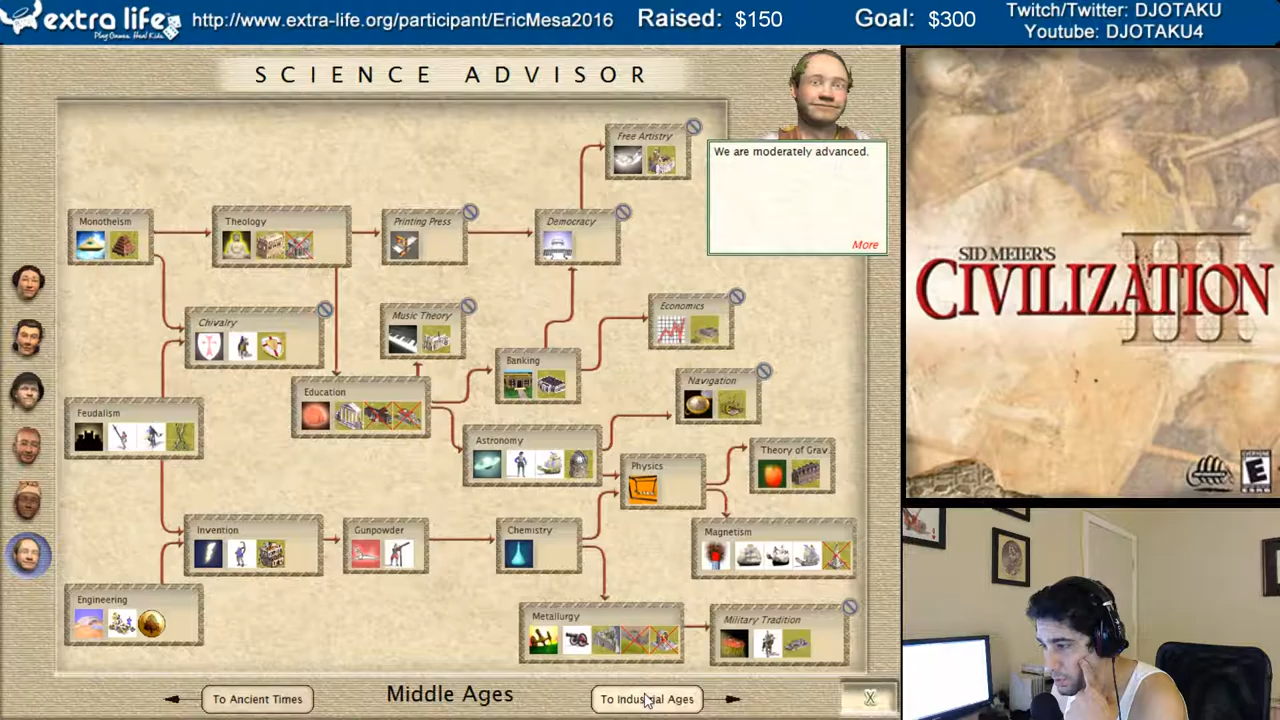 extra life
Play Games. Heal Kids.
http://www.extra-life.org/participant/EricMesa2016
Raised: $150
Goal: $300
Twitch/Twitter: DJOTAKU
Youtube: DJOTAKU4
SCIENCE ADVISOR
We are moderately advanced.
More
Free Artistry
Monotheism
Theology
Printing Press
Democracy
Chivalry
Music Theory
Economics
Banking
Education
Navigation
Feudalism
Astronomy
Physics
Theory of Grav
Invention
Gunpowder
Chemistry
Magnetism
Engineering
Metallurgy
Military Tradition
To Ancient Times
Middle Ages
To Industrial Ages
X
SID MEIER'S
CIVILIZATION
III
EVERYONE
E